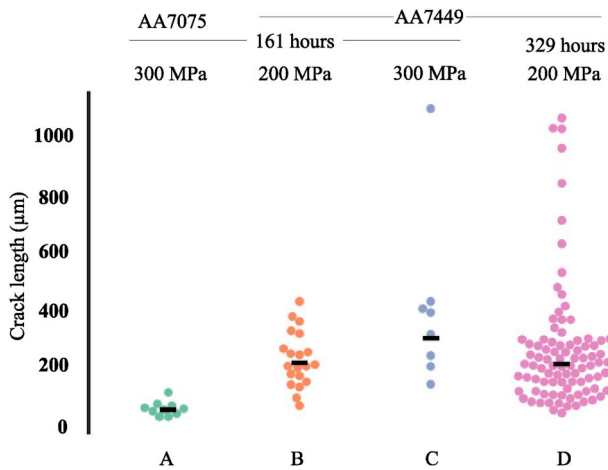 AA7075
AA7449
161 hours
329 hours
300 MPa
200 MPa
300 MPa
200 MPa
Crack length (μm)
1000
800
600
400
200
0
A
B
C
D